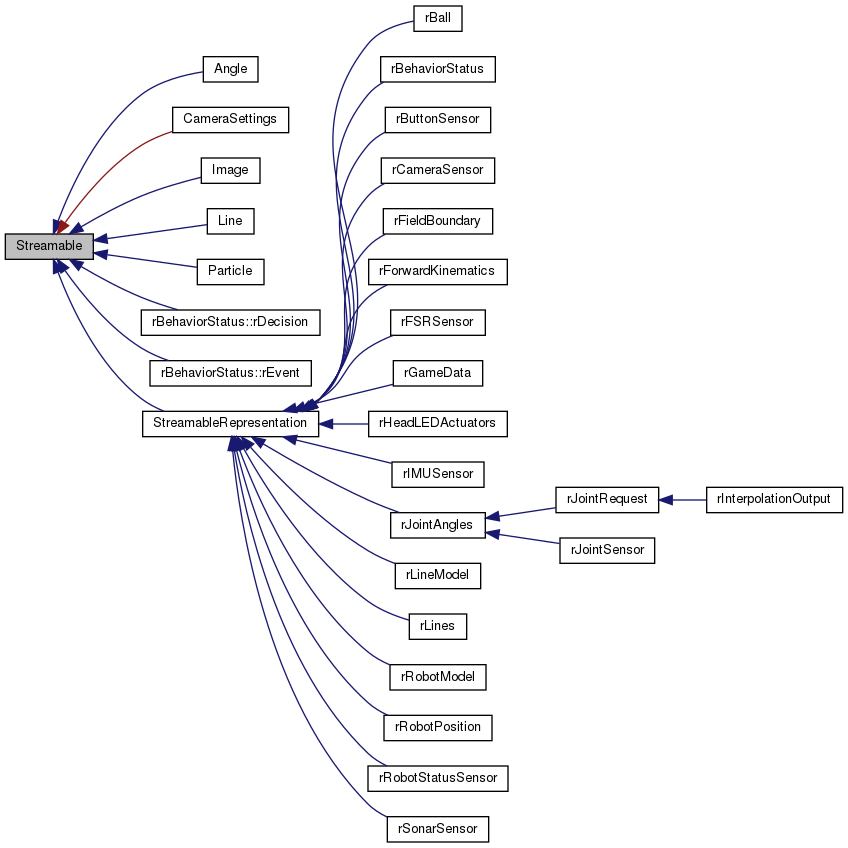 rBall
Angle
rBehaviorStatus
CameraSettings
rButtonSensor
Image
rCameraSensor
Line
rFieldBoundary
Streamable
Particle
rForwardKinematics
rBehaviorStatus::rDecision
rFSRSensor
rBehaviorStatus::rEvent
rGameData
StreamableRepresentation
rHeadLEDActuators
rIMUSensor
rJointRequest
rInterpolationOutput
rJointAngles
rJointSensor
rLineModel
rLines
rRobotModel
rRobotPosition
rRobotStatusSensor
rSonarSensor